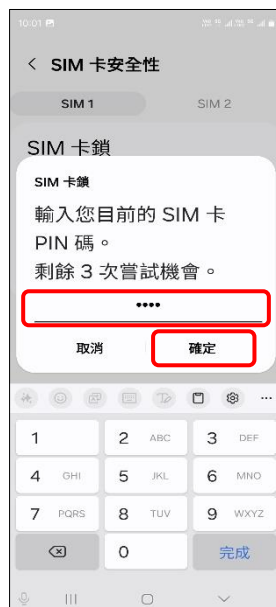 10:01
SIM 卡安全性
SIM 1
SIM 2
SIM 卡鎖
SIM 卡鎖
輸入您目前的 SIM 卡
PIN 碼。
剩餘 3 次嘗試機會。
••••
取消
確定
1
2 ABC
3 DEF
4 GHI
5 JKL
6 MNO
7 PQRS
8 TUV
9 WXYZ
0
完成